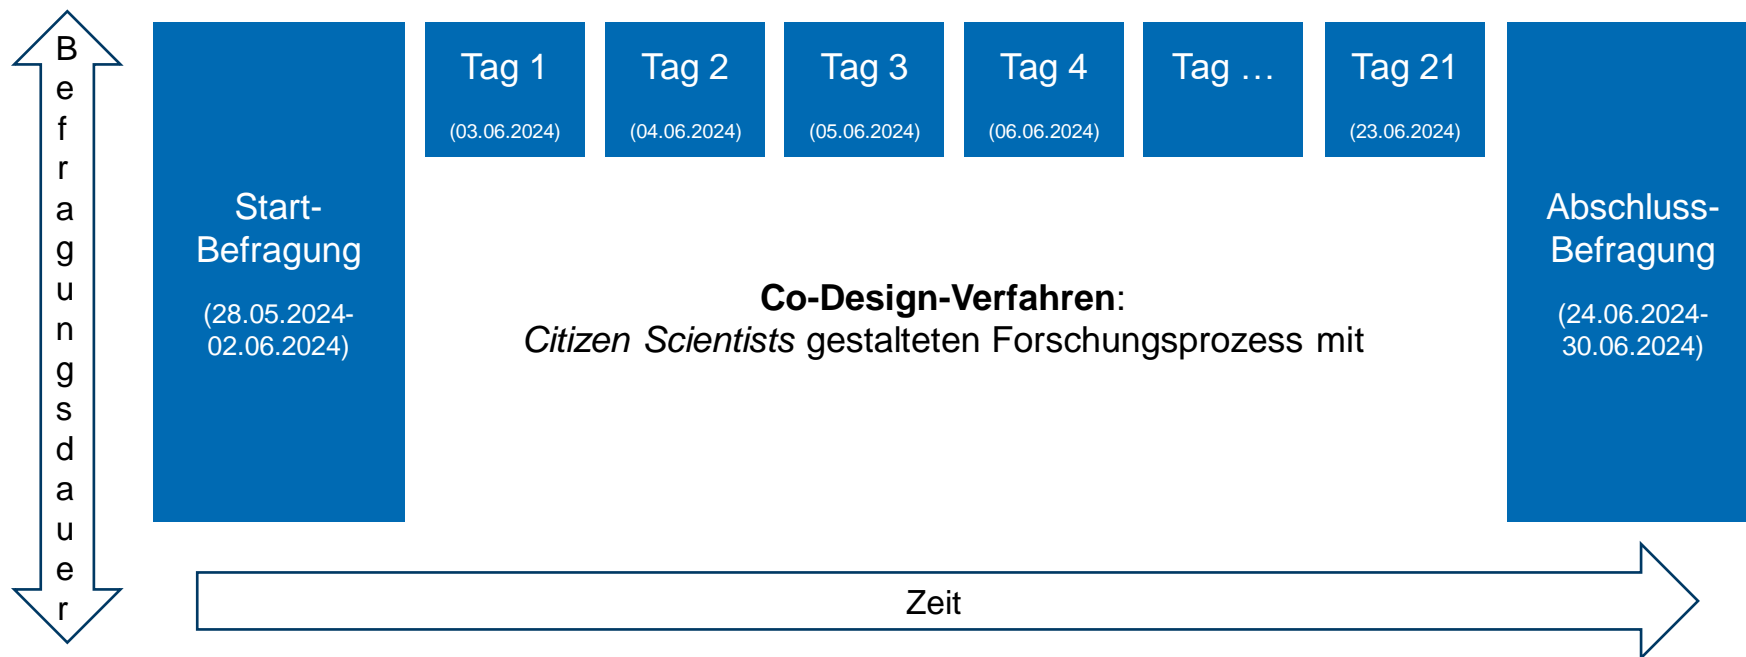 Befragungsdauer
Start-
Befragung
(28.05.2024-
02.06.2024)
Tag 1
(03.06.2024)
Tag 2
(04.06.2024)
Tag 3
(05.06.2024)
Tag 4
(06.06.2024)
Tag …
Tag 21
(23.06.2024)
Co-Design-Verfahren:
Citizen Scientists gestalteten Forschungsprozess mit
Abschluss-
Befragung
(24.06.2024-
30.06.2024)
Zeit